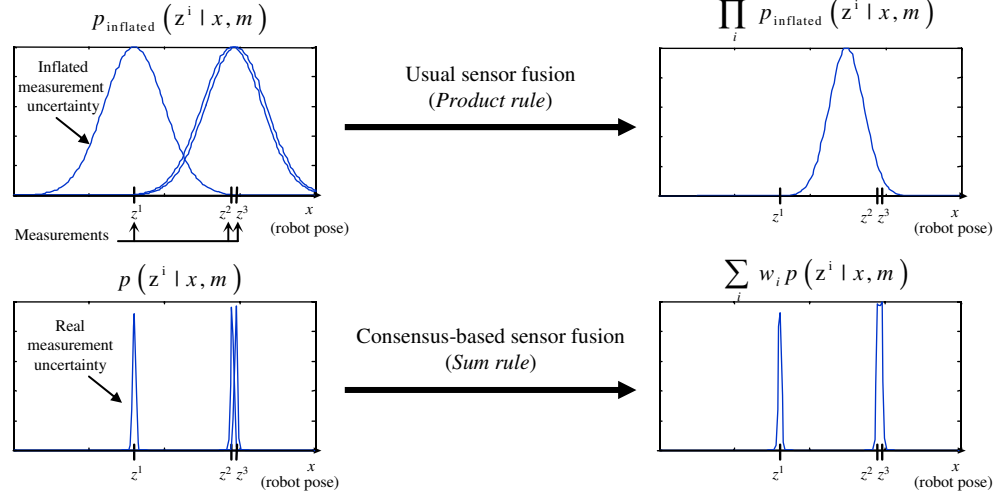 p_inflated ( z^i | x, m )
∏_i p_inflated ( z^i | x, m )
Inflated
measurement
uncertainty
Usual sensor fusion
(Product rule)
z^1 z^2 z^3 x
(robot pose)
Measurements
z^1 z^2 z^3 x
(robot pose)
p ( z^i | x, m )
∑_i w_i p ( z^i | x, m )
Real
measurement
uncertainty
Consensus-based sensor fusion
(Sum rule)
z^1 z^2 z^3 x
(robot pose)
z^1 z^2 z^3 x
(robot pose)